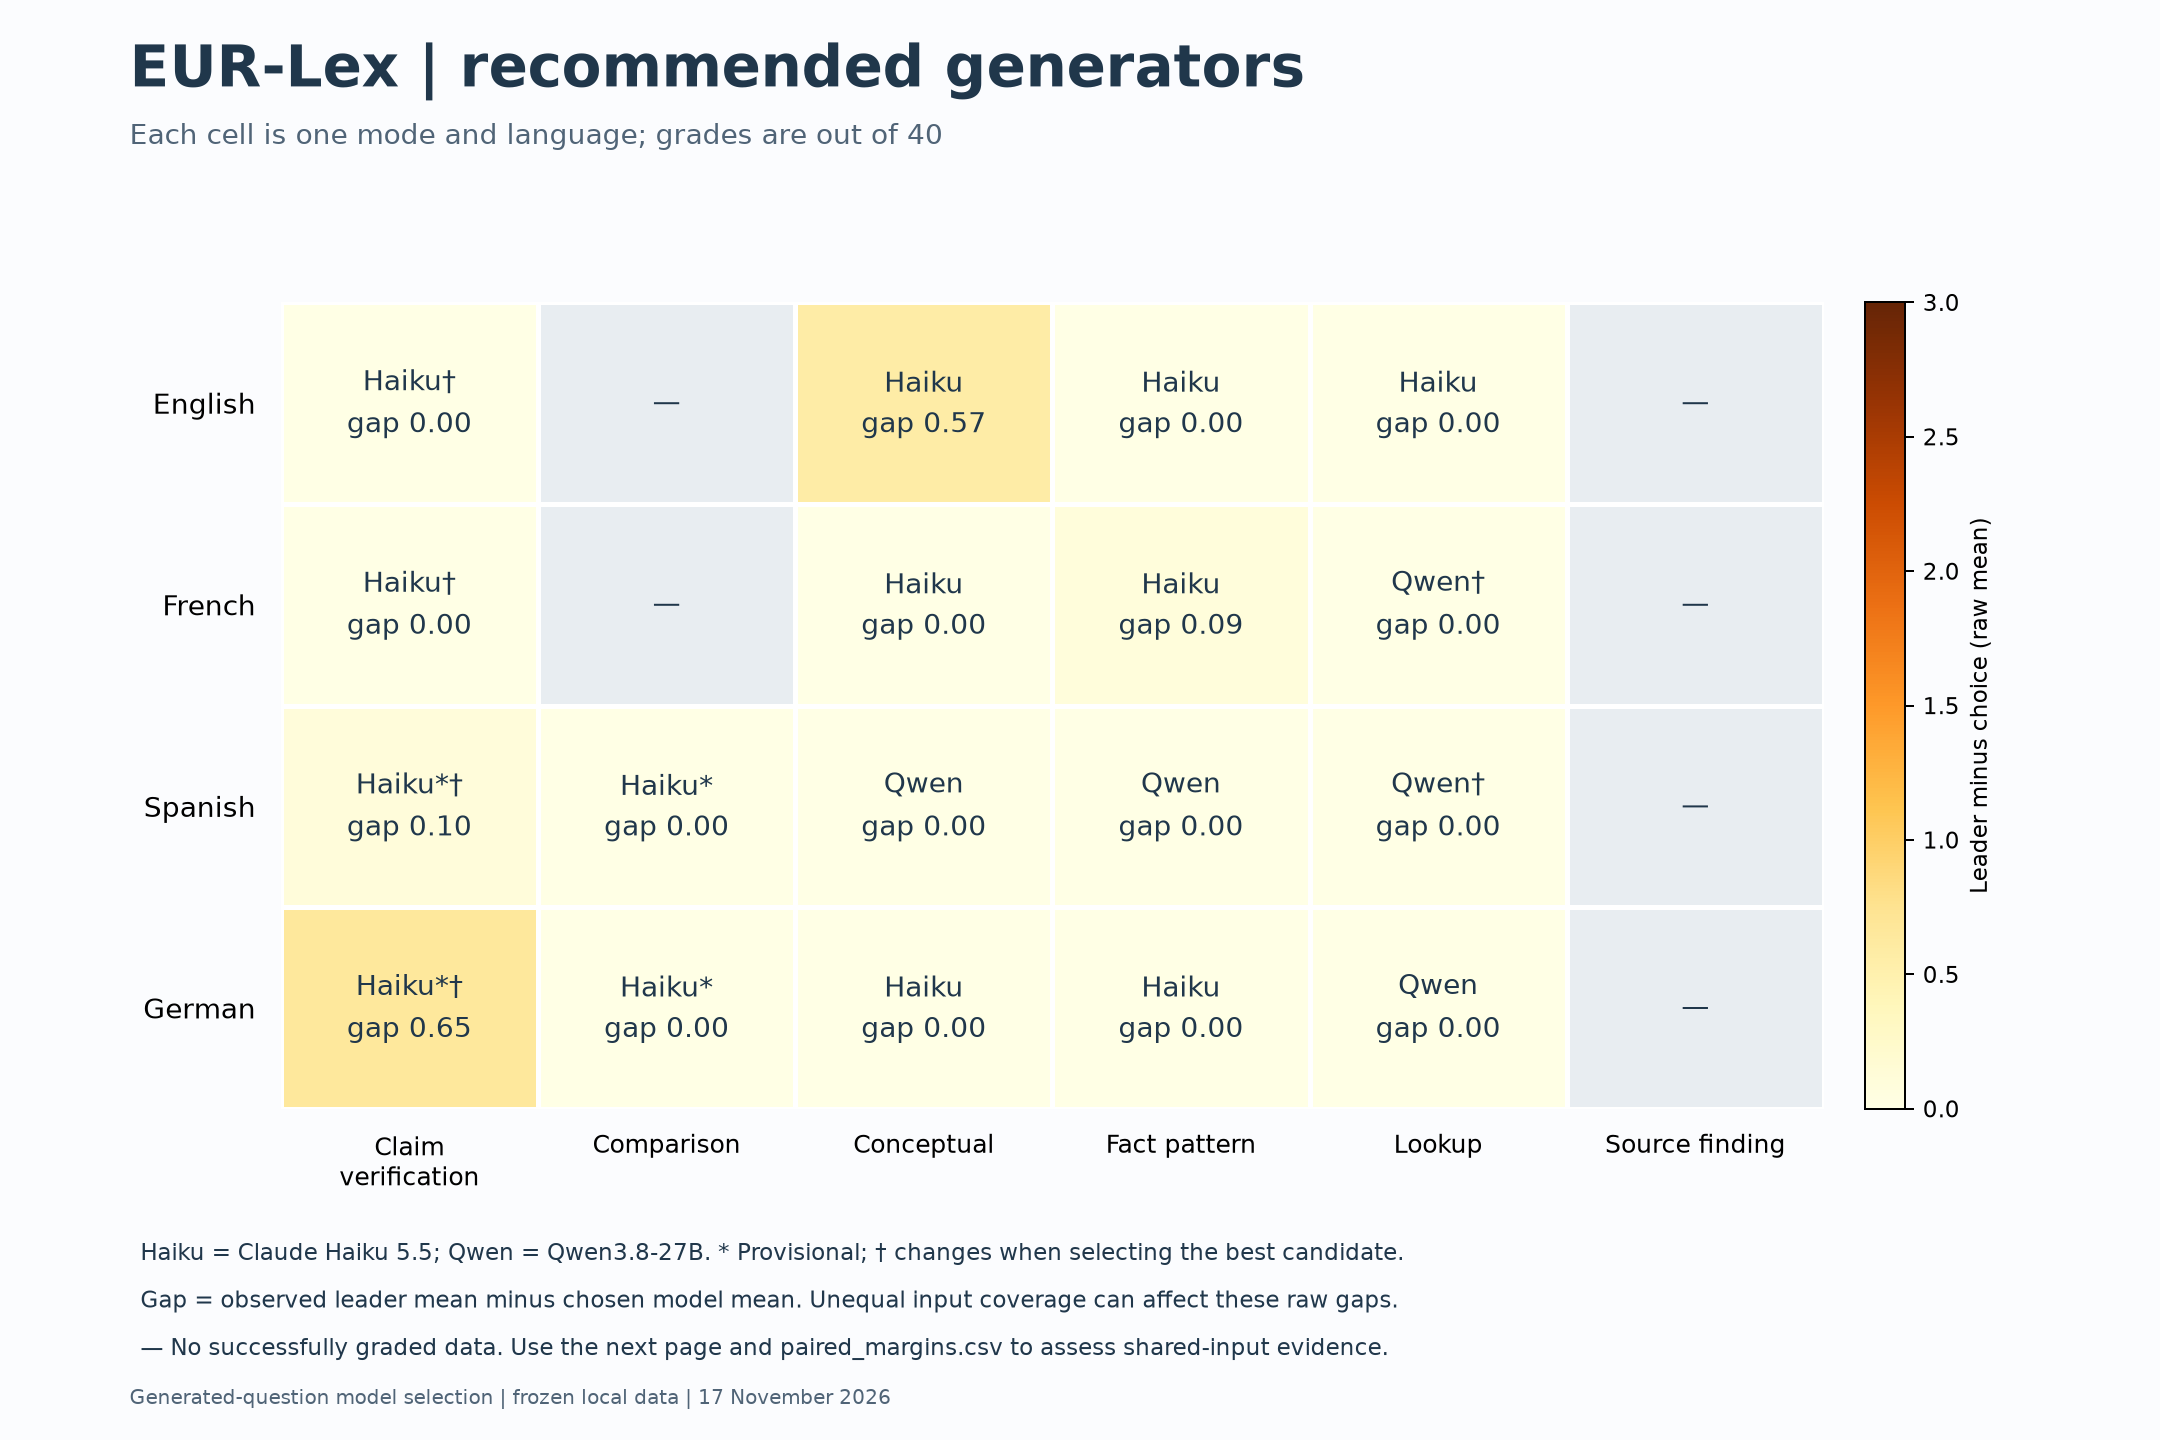 EUR-Lex | recommended generators
Each cell is one mode and language; grades are out of 40
English
Haiku†
gap 0.00
—
Haiku
gap 0.57
Haiku
gap 0.00
Haiku
gap 0.00
—
French
Haiku†
gap 0.00
—
Haiku
gap 0.00
Haiku
gap 0.09
Qwen†
gap 0.00
—
Spanish
Haiku*†
gap 0.10
Haiku*
gap 0.00
Qwen
gap 0.00
Qwen
gap 0.00
Qwen†
gap 0.00
—
German
Haiku*†
gap 0.65
Haiku*
gap 0.00
Haiku
gap 0.00
Haiku
gap 0.00
Qwen
gap 0.00
—
Claim
verification
Comparison
Conceptual
Fact pattern
Lookup
Source finding
3.0
2.5
2.0
1.5
1.0
0.5
0.0
Leader minus choice (raw mean)
Haiku = Claude Haiku 5.5; Qwen = Qwen3.8-27B. * Provisional; † changes when selecting the best candidate.
Gap = observed leader mean minus chosen model mean. Unequal input coverage can affect these raw gaps.
— No successfully graded data. Use the next page and paired_margins.csv to assess shared-input evidence.
Generated-question model selection | frozen local data | 17 November 2026